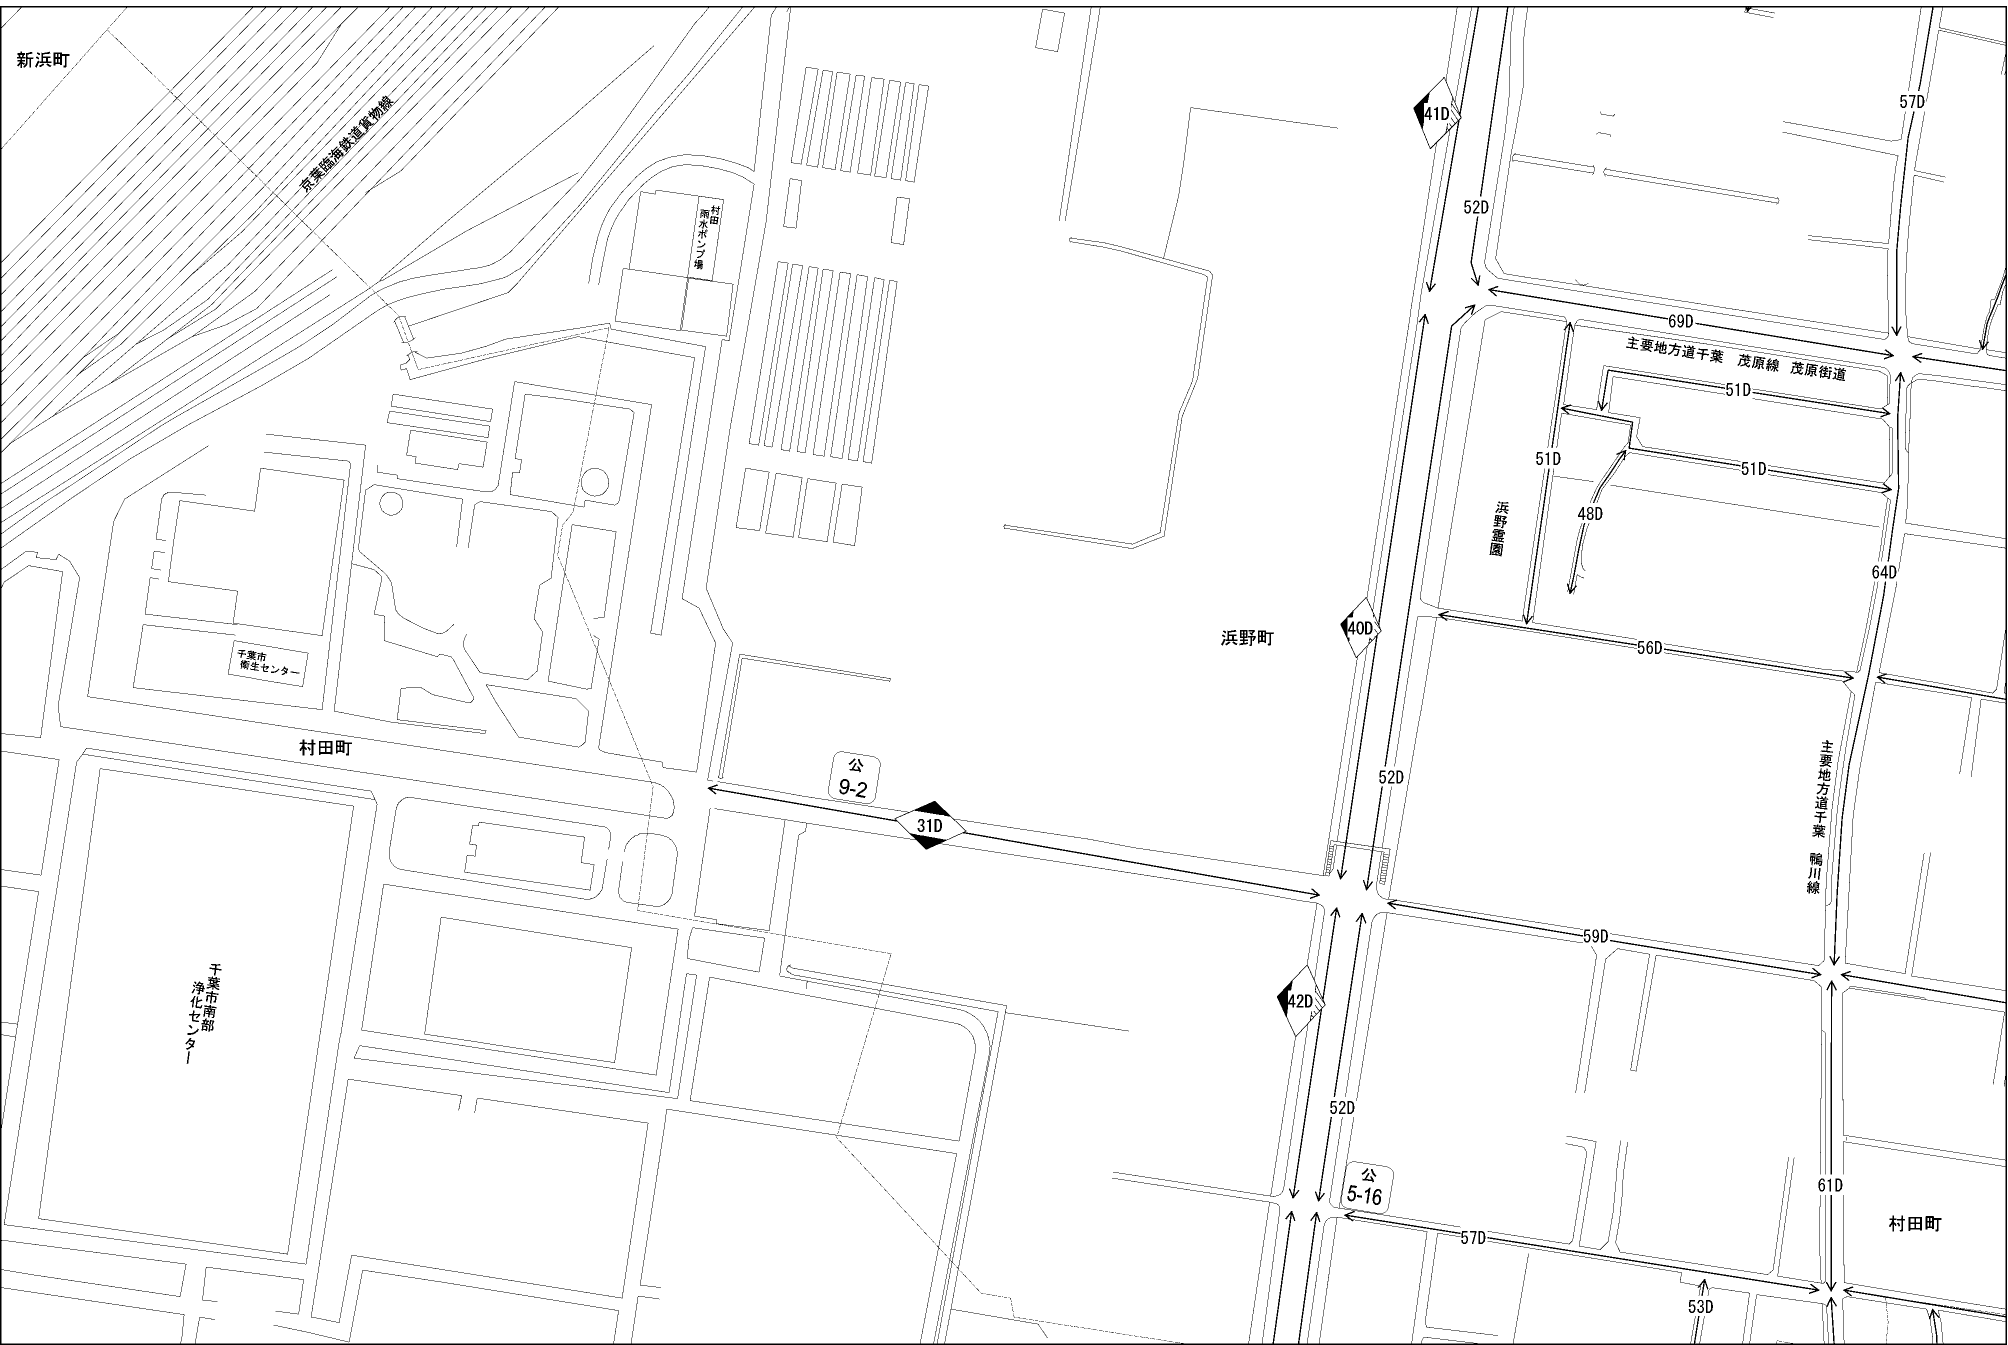 新浜町
京葉臨海鉄道貨物線
村田
雨水ポンプ場
41D
57D
52D
69D
主要地方道千葉　茂原線　茂原街道
51D
51D
51D
48D
浜野霊園
64D
40D
浜野町
56D
千葉市
衛生センター
村田町
公
9-2
52D
主要地方道千葉　鴨川線
31D
59D
千葉市南部
浄化センター
42D
52D
公
5-16
61D
村田町
57D
53D